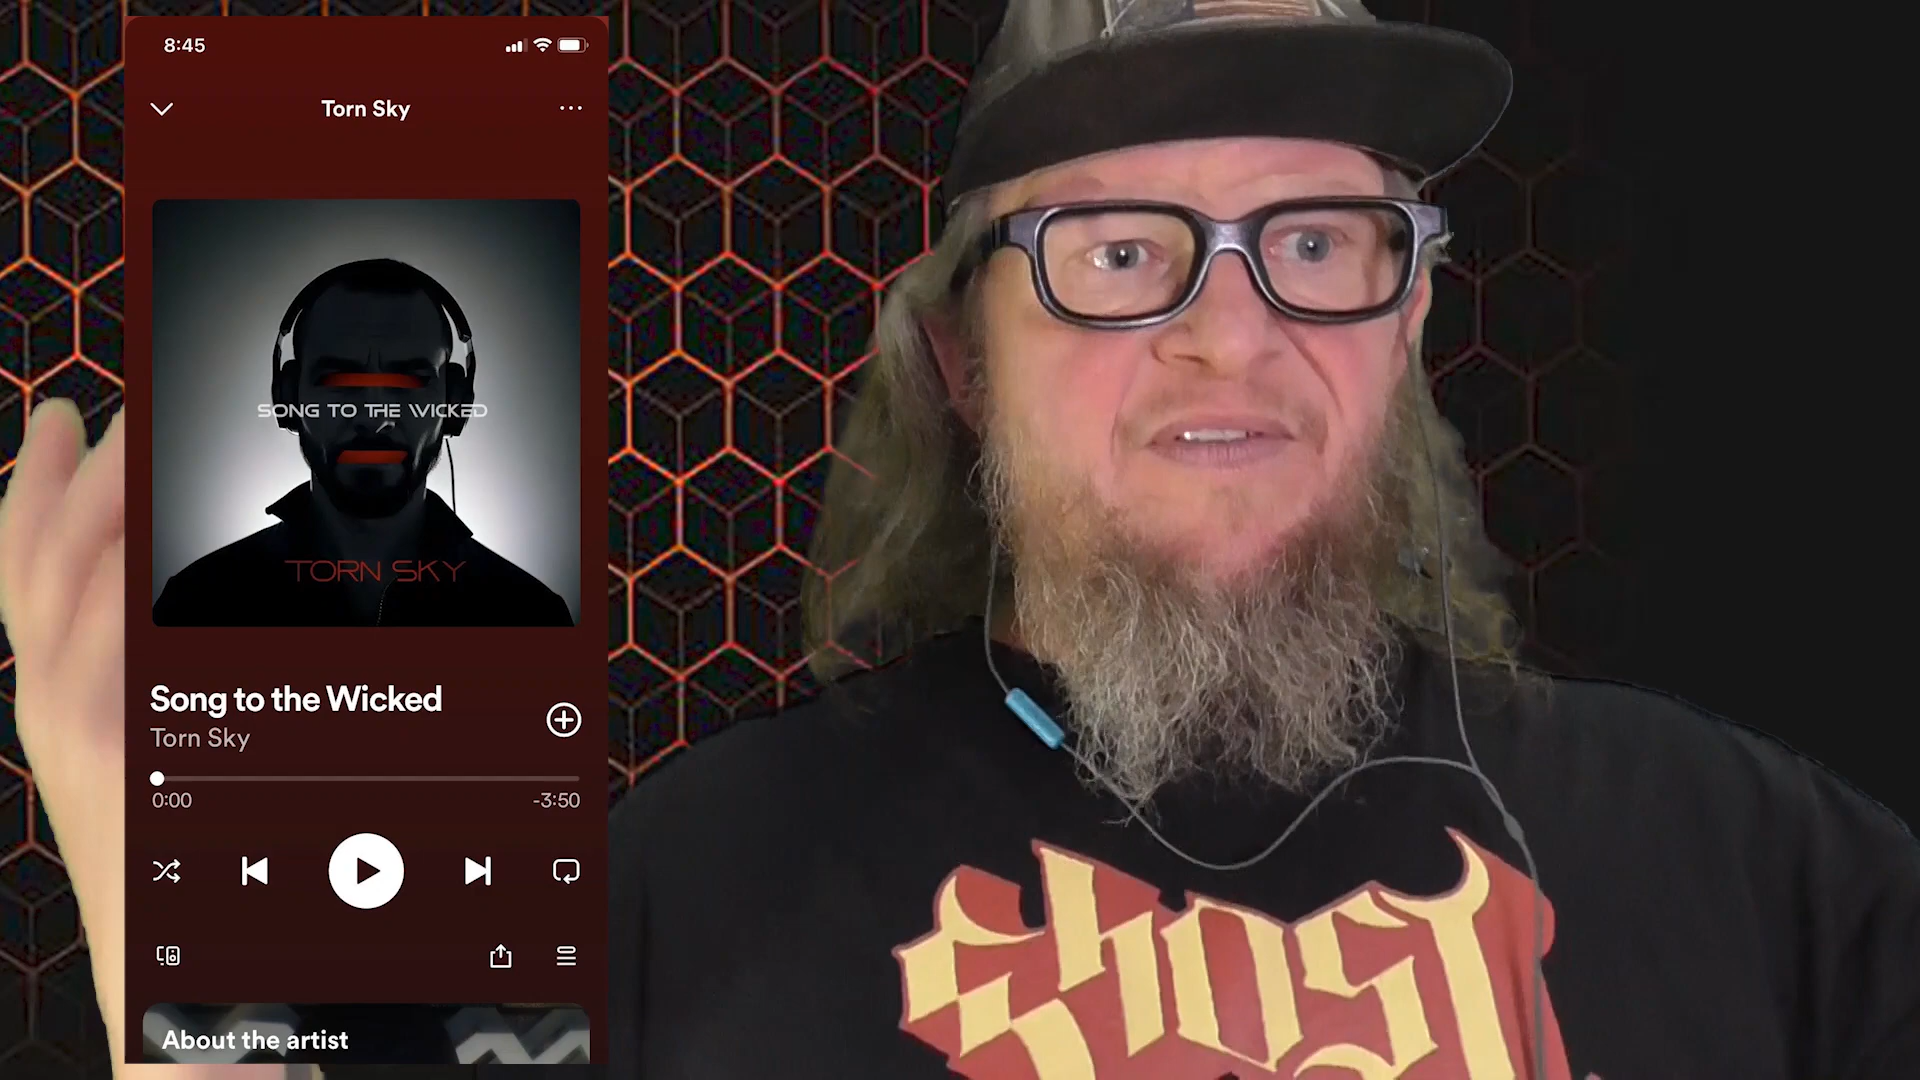 8:45
Torn Sky
SONG TO THE WICKED
TORN SKY
Song to the Wicked
Torn Sky
0:00
-3:50
About the artist
Ghost